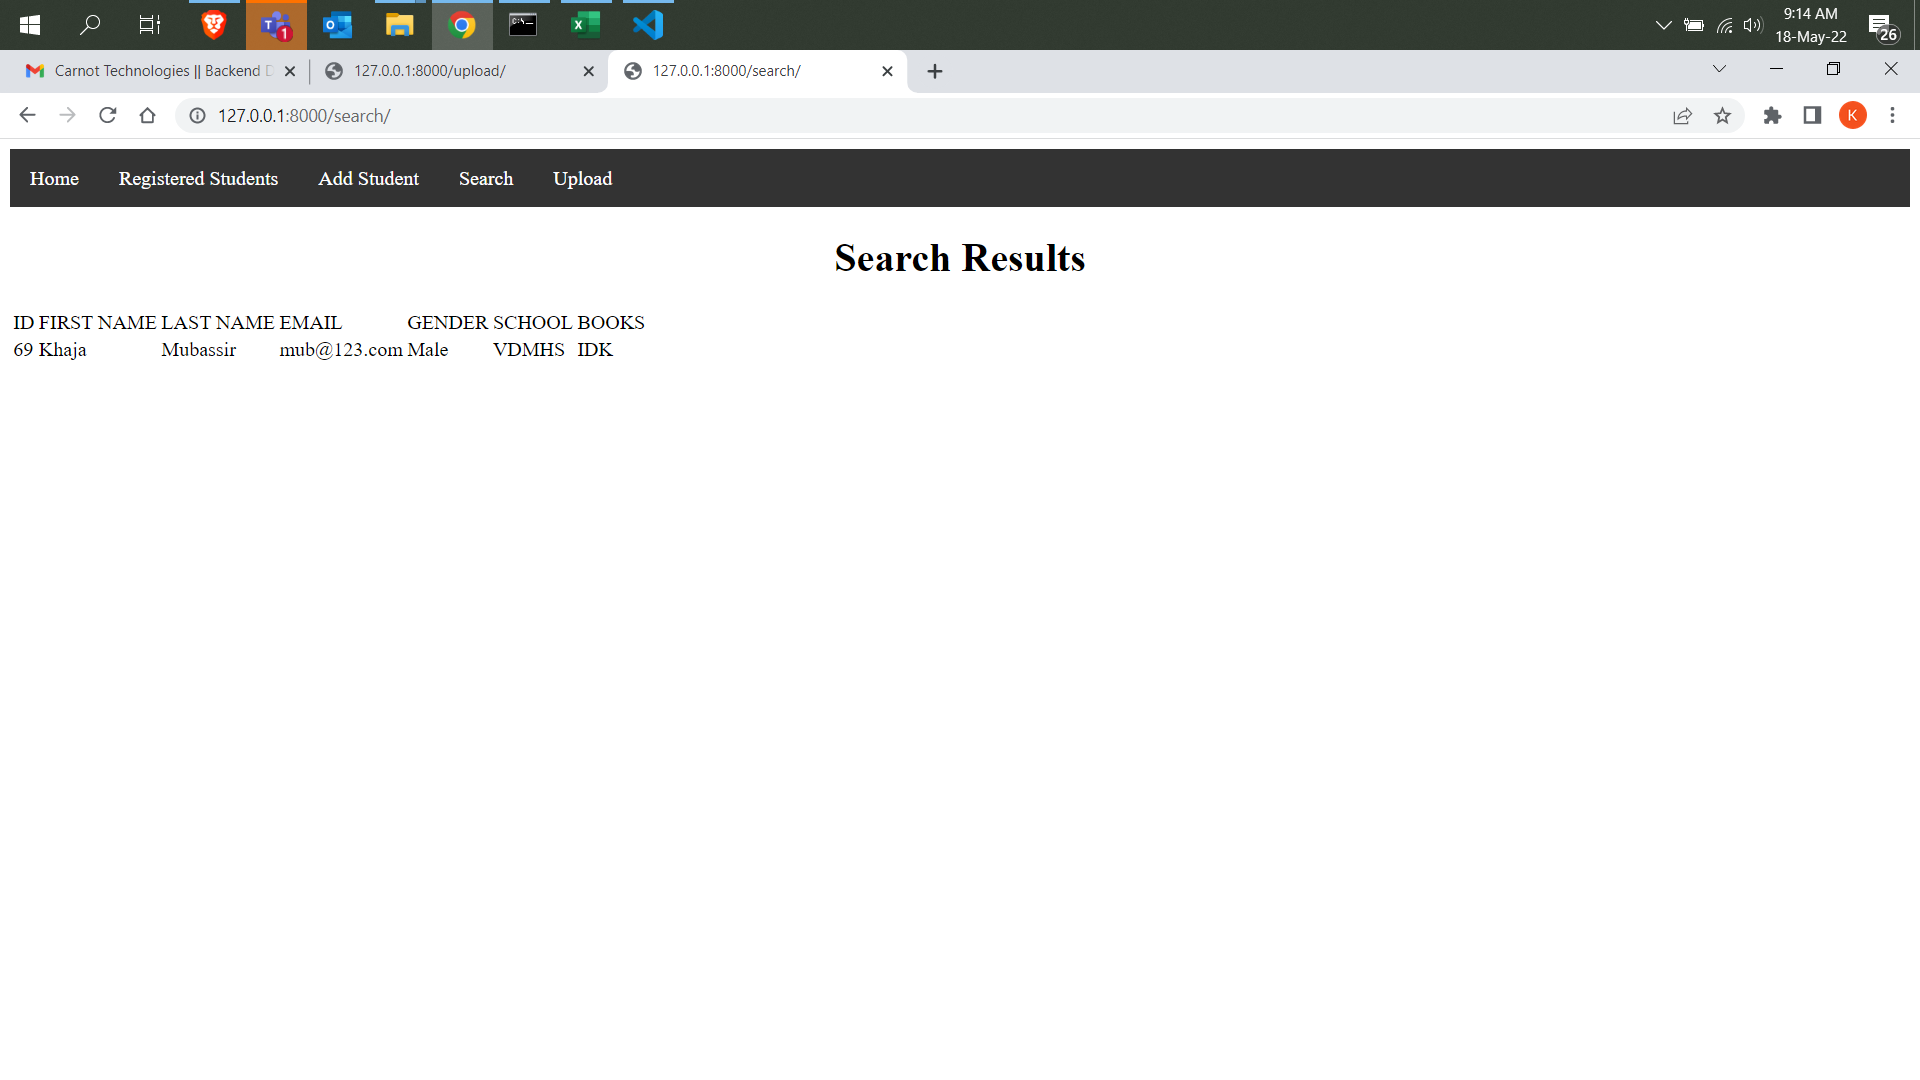 9:14 AM
18-May-22
26
1
Carnot Technologies || Backend D
127.0.0.1:8000/upload/
127.0.0.1:8000/search/
127.0.0.1:8000/search/
K
Home Registered Students Add Student Search Upload
Search Results
ID FIRST NAME LAST NAME EMAIL GENDER SCHOOL BOOKS
69 Khaja Mubassir mub@123.com Male VDMHS IDK